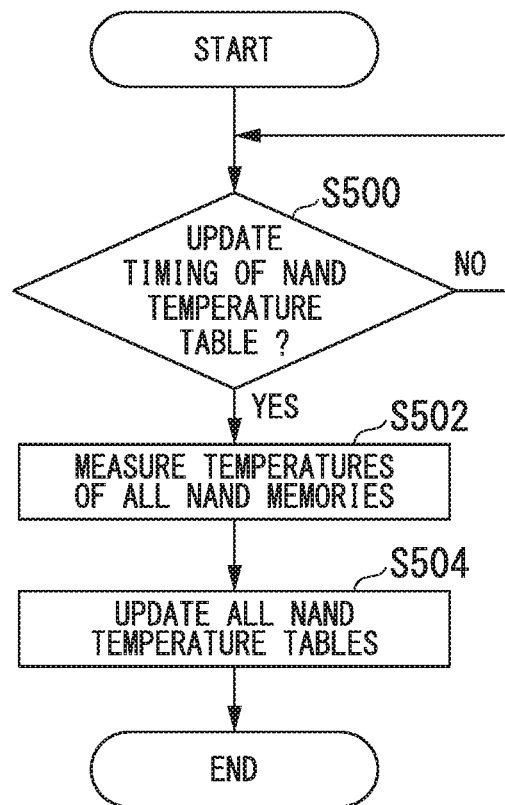 START
S500
UPDATE
TIMING OF NAND
TEMPERATURE
TABLE ?
NO
YES
S502
MEASURE TEMPERATURES
OF ALL NAND MEMORIES
S504
UPDATE ALL NAND
TEMPERATURE TABLES
END